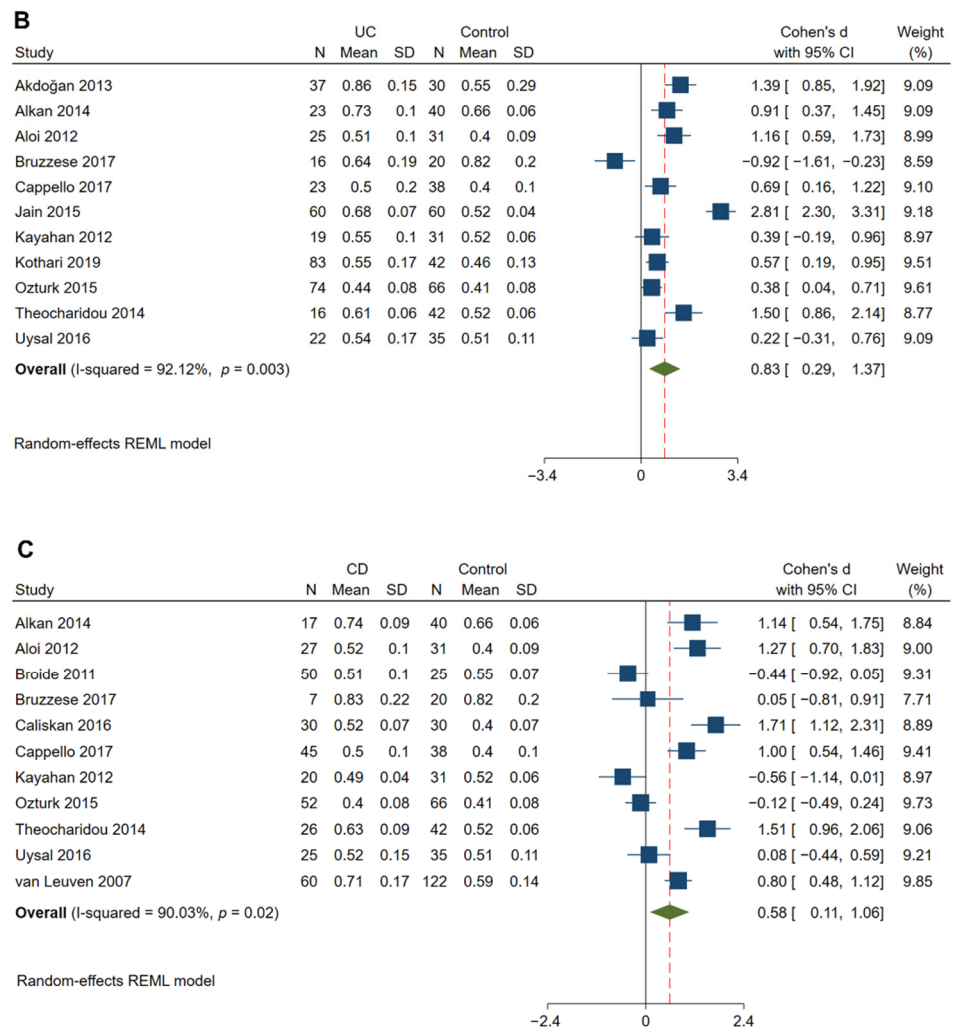 B
UC Control Cohen's d Weight
Study N Mean SD N Mean SD with 95% CI (%)
Akdoğan 2013 37 0.86 0.15 30 0.55 0.29 1.39 [ 0.85, 1.92] 9.09
Alkan 2014 23 0.73 0.1 40 0.66 0.06 0.91 [ 0.37, 1.45] 9.09
Aloi 2012 25 0.51 0.1 31 0.4 0.09 1.16 [ 0.59, 1.73] 8.99
Bruzzese 2017 16 0.64 0.19 20 0.82 0.2 −0.92 [ −1.61, −0.23] 8.59
Cappello 2017 23 0.5 0.2 38 0.4 0.1 0.69 [ 0.16, 1.22] 9.10
Jain 2015 60 0.68 0.07 60 0.52 0.04 2.81 [ 2.30, 3.31] 9.18
Kayahan 2012 19 0.55 0.1 31 0.52 0.06 0.39 [ −0.19, 0.96] 8.97
Kothari 2019 83 0.55 0.17 42 0.46 0.13 0.57 [ 0.19, 0.95] 9.51
Ozturk 2015 74 0.44 0.08 66 0.41 0.08 0.38 [ 0.04, 0.71] 9.61
Theocharidou 2014 16 0.61 0.06 42 0.52 0.06 1.50 [ 0.86, 2.14] 8.77
Uysal 2016 22 0.54 0.17 35 0.51 0.11 0.22 [ −0.31, 0.76] 9.09
Overall (I-squared = 92.12%, p = 0.003) 0.83 [ 0.29, 1.37]
Random-effects REML model
−3.4 0 3.4
C
CD Control Cohen's d Weight
Study N Mean SD N Mean SD with 95% CI (%)
Alkan 2014 17 0.74 0.09 40 0.66 0.06 1.14 [ 0.54, 1.75] 8.84
Aloi 2012 27 0.52 0.1 31 0.4 0.09 1.27 [ 0.70, 1.83] 9.00
Broide 2011 50 0.51 0.1 25 0.55 0.07 −0.44 [ −0.92, 0.05] 9.31
Bruzzese 2017 7 0.83 0.22 20 0.82 0.2 0.05 [ −0.81, 0.91] 7.71
Caliskan 2016 30 0.52 0.07 30 0.4 0.07 1.71 [ 1.12, 2.31] 8.89
Cappello 2017 45 0.5 0.1 38 0.4 0.1 1.00 [ 0.54, 1.46] 9.41
Kayahan 2012 20 0.49 0.04 31 0.52 0.06 −0.56 [ −1.14, 0.01] 8.97
Ozturk 2015 52 0.4 0.08 66 0.41 0.08 −0.12 [ −0.49, 0.24] 9.73
Theocharidou 2014 26 0.63 0.09 42 0.52 0.06 1.51 [ 0.96, 2.06] 9.06
Uysal 2016 25 0.52 0.15 35 0.51 0.11 0.08 [ −0.44, 0.59] 9.21
van Leuven 2007 60 0.71 0.17 122 0.59 0.14 0.80 [ 0.48, 1.12] 9.85
Overall (I-squared = 90.03%, p = 0.02) 0.58 [ 0.11, 1.06]
Random-effects REML model
−2.4 0 2.4